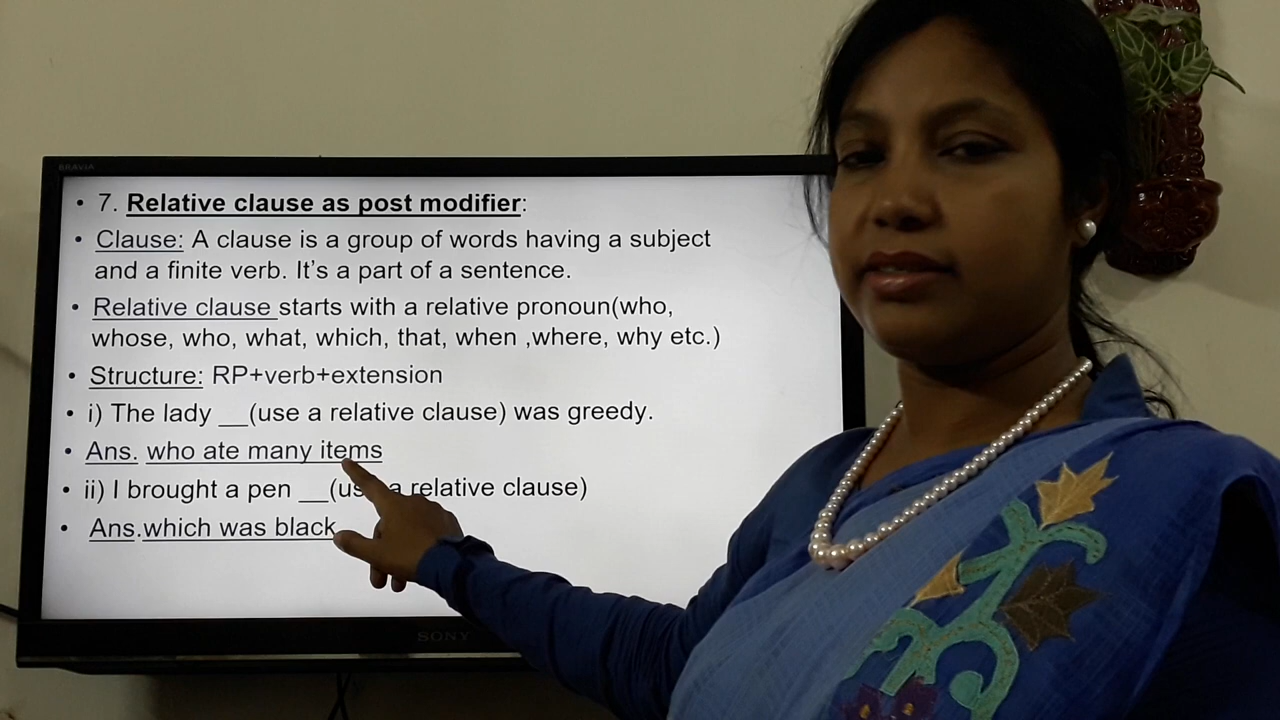 BRAVIA
• 7. Relative clause as post modifier:
• Clause: A clause is a group of words having a subject
and a finite verb. It's a part of a sentence.
• Relative clause starts with a relative pronoun(who,
whose, who, what, which, that, when ,where, why etc.)
• Structure: RP+verb+extension
• i) The lady __(use a relative clause) was greedy.
• Ans. who ate many items
• ii) I brought a pen __(use a relative clause)
• Ans.which was black
SONY